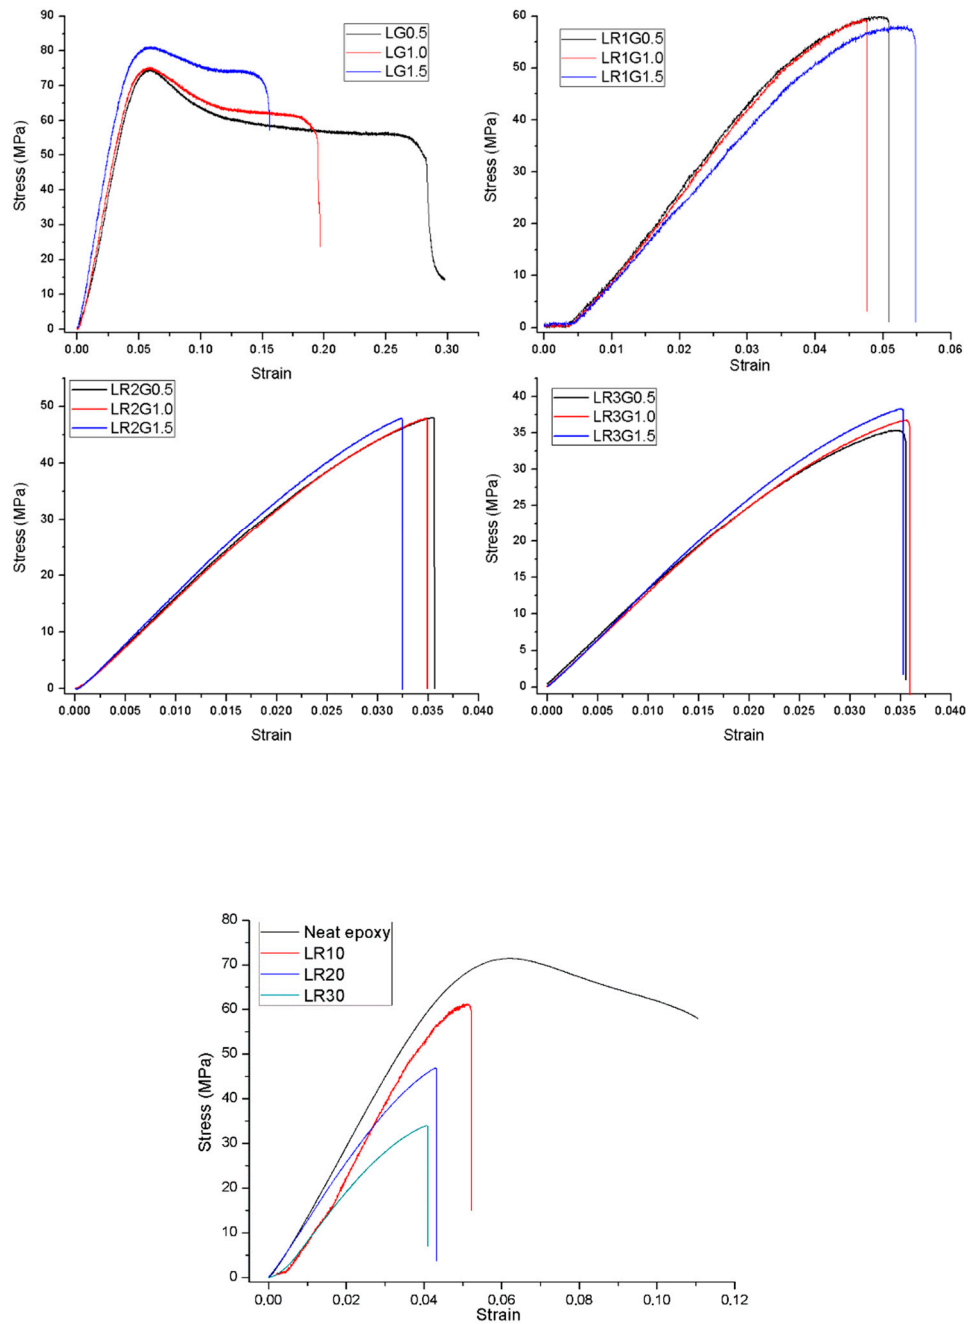 LG0.5
LG1.0
LG1.5
90
80
70
60
50
40
30
20
10
0
Stress (MPa)
0.00 0.05 0.10 0.15 0.20 0.25 0.30
Strain
LR1G0.5
LR1G1.0
LR1G1.5
60
50
40
30
20
10
0
Stress (MPa)
0.00 0.01 0.02 0.03 0.04 0.05 0.06
Strain
LR2G0.5
LR2G1.0
LR2G1.5
50
40
30
20
10
0
Stress (MPa)
0.000 0.005 0.010 0.015 0.020 0.025 0.030 0.035 0.040
Strain
LR3G0.5
LR3G1.0
LR3G1.5
40
35
30
25
20
15
10
5
0
Stress (MPa)
0.000 0.005 0.010 0.015 0.020 0.025 0.030 0.035 0.040
Strain
Neat epoxy
LR10
LR20
LR30
80
70
60
50
40
30
20
10
0
Stress (MPa)
0.00 0.02 0.04 0.06 0.08 0.10 0.12
Strain